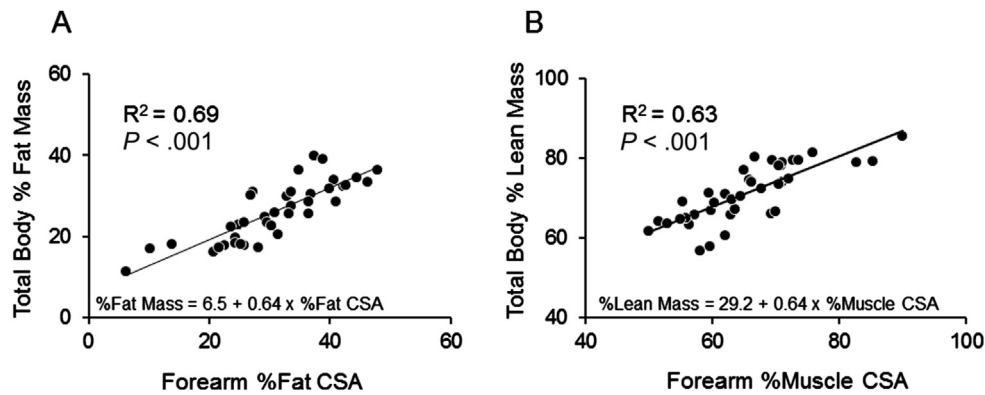 A
Total Body % Fat Mass
60
40
20
0
R² = 0.69
P < .001
%Fat Mass = 6.5 + 0.64 x %Fat CSA
0 20 40 60
Forearm %Fat CSA
B
Total Body % Lean Mass
100
80
60
40
R² = 0.63
P < .001
%Lean Mass = 29.2 + 0.64 x %Muscle CSA
40 60 80 100
Forearm %Muscle CSA